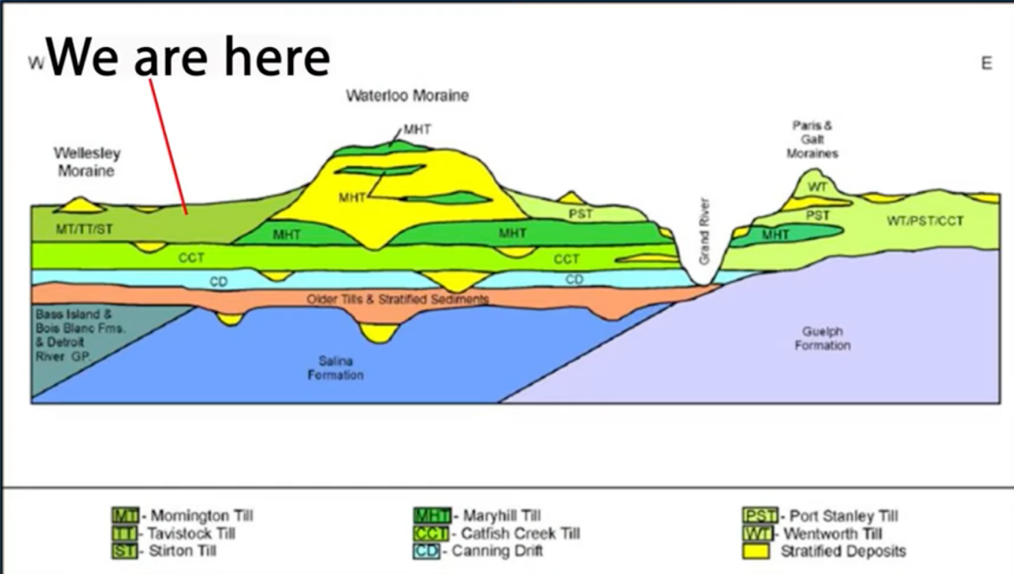 W We are here
E
Waterloo Moraine
MHT
Paris &
Galt
Moraines
Wellesley
Moraine
WT
MHT
PST
PST
Grand River
WT/PST/CCT
MT/TT/ST
MHT
MHT
MHT
CCT
CCT
CD
CD
Older Tills & Stratified Sediments
Bass Island &
Bois Blanc Fms.
& Detroit
River GP.
Salina
Formation
Guelph
Formation
MT - Mornington Till
TT - Tavistock Till
ST - Stirton Till
MHT - Maryhill Till
CCT - Catfish Creek Till
CD - Canning Drift
PST - Port Stanley Till
WT - Wentworth Till
Stratified Deposits